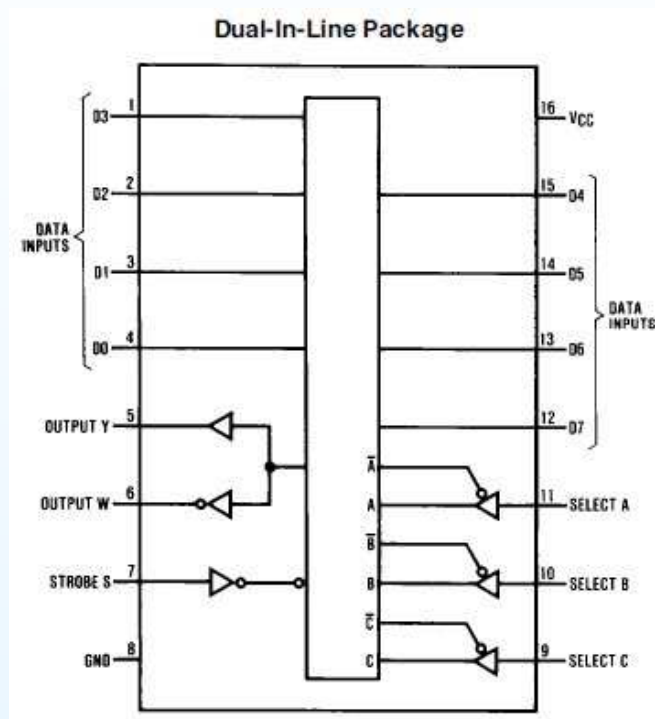 Dual-In-Line Package
DATA INPUTS
D3 1
D2 2
D1 3
D0 4
OUTPUT Y 5
OUTPUT W 6
STROBE S 7
GND 8
16 VCC
15 D4
14 D5
13 D6
12 D7
DATA INPUTS
A̅
A
11 SELECT A
B̅
B
10 SELECT B
C̅
C
9 SELECT C